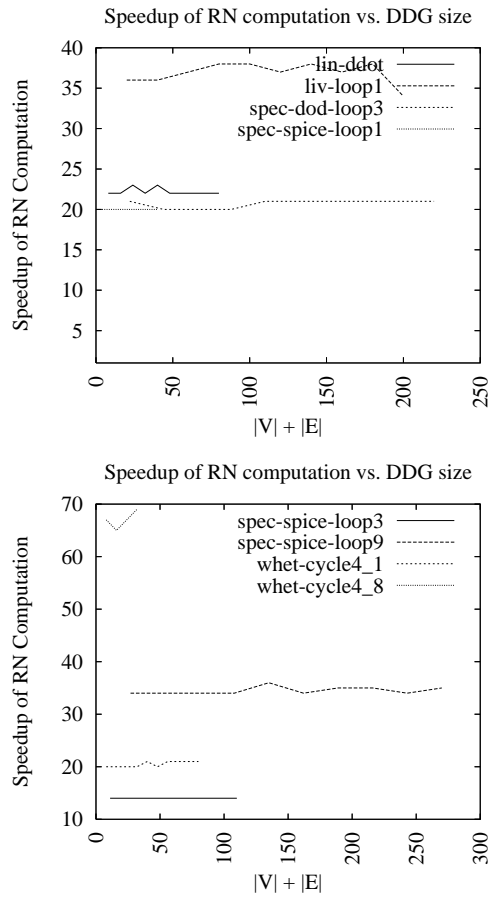 Speedup of RN computation vs. DDG size
40
35
30
25
20
15
10
5
Speedup of RN Computation
lin-ddot
liv-loop1
spec-dod-loop3
spec-spice-loop1
0
50
100
150
200
250
|V| + |E|
Speedup of RN computation vs. DDG size
70
60
50
40
30
20
10
Speedup of RN Computation
spec-spice-loop3
spec-spice-loop9
whet-cycle4_1
whet-cycle4_8
0
50
100
150
200
250
300
|V| + |E|